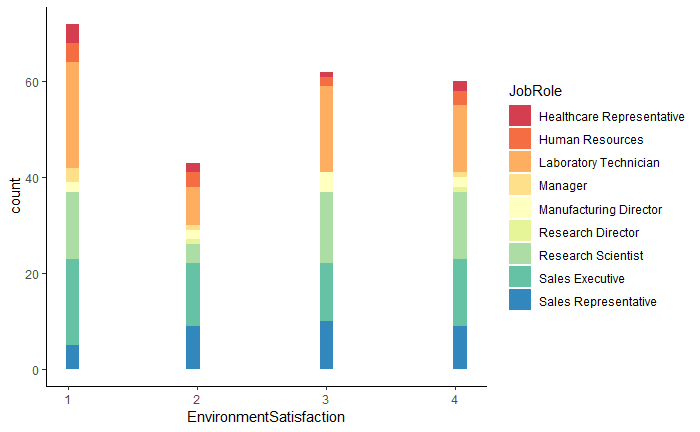 60
40
20
0
count
1 2 3 4
EnvironmentSatisfaction
JobRole
Healthcare Representative
Human Resources
Laboratory Technician
Manager
Manufacturing Director
Research Director
Research Scientist
Sales Executive
Sales Representative